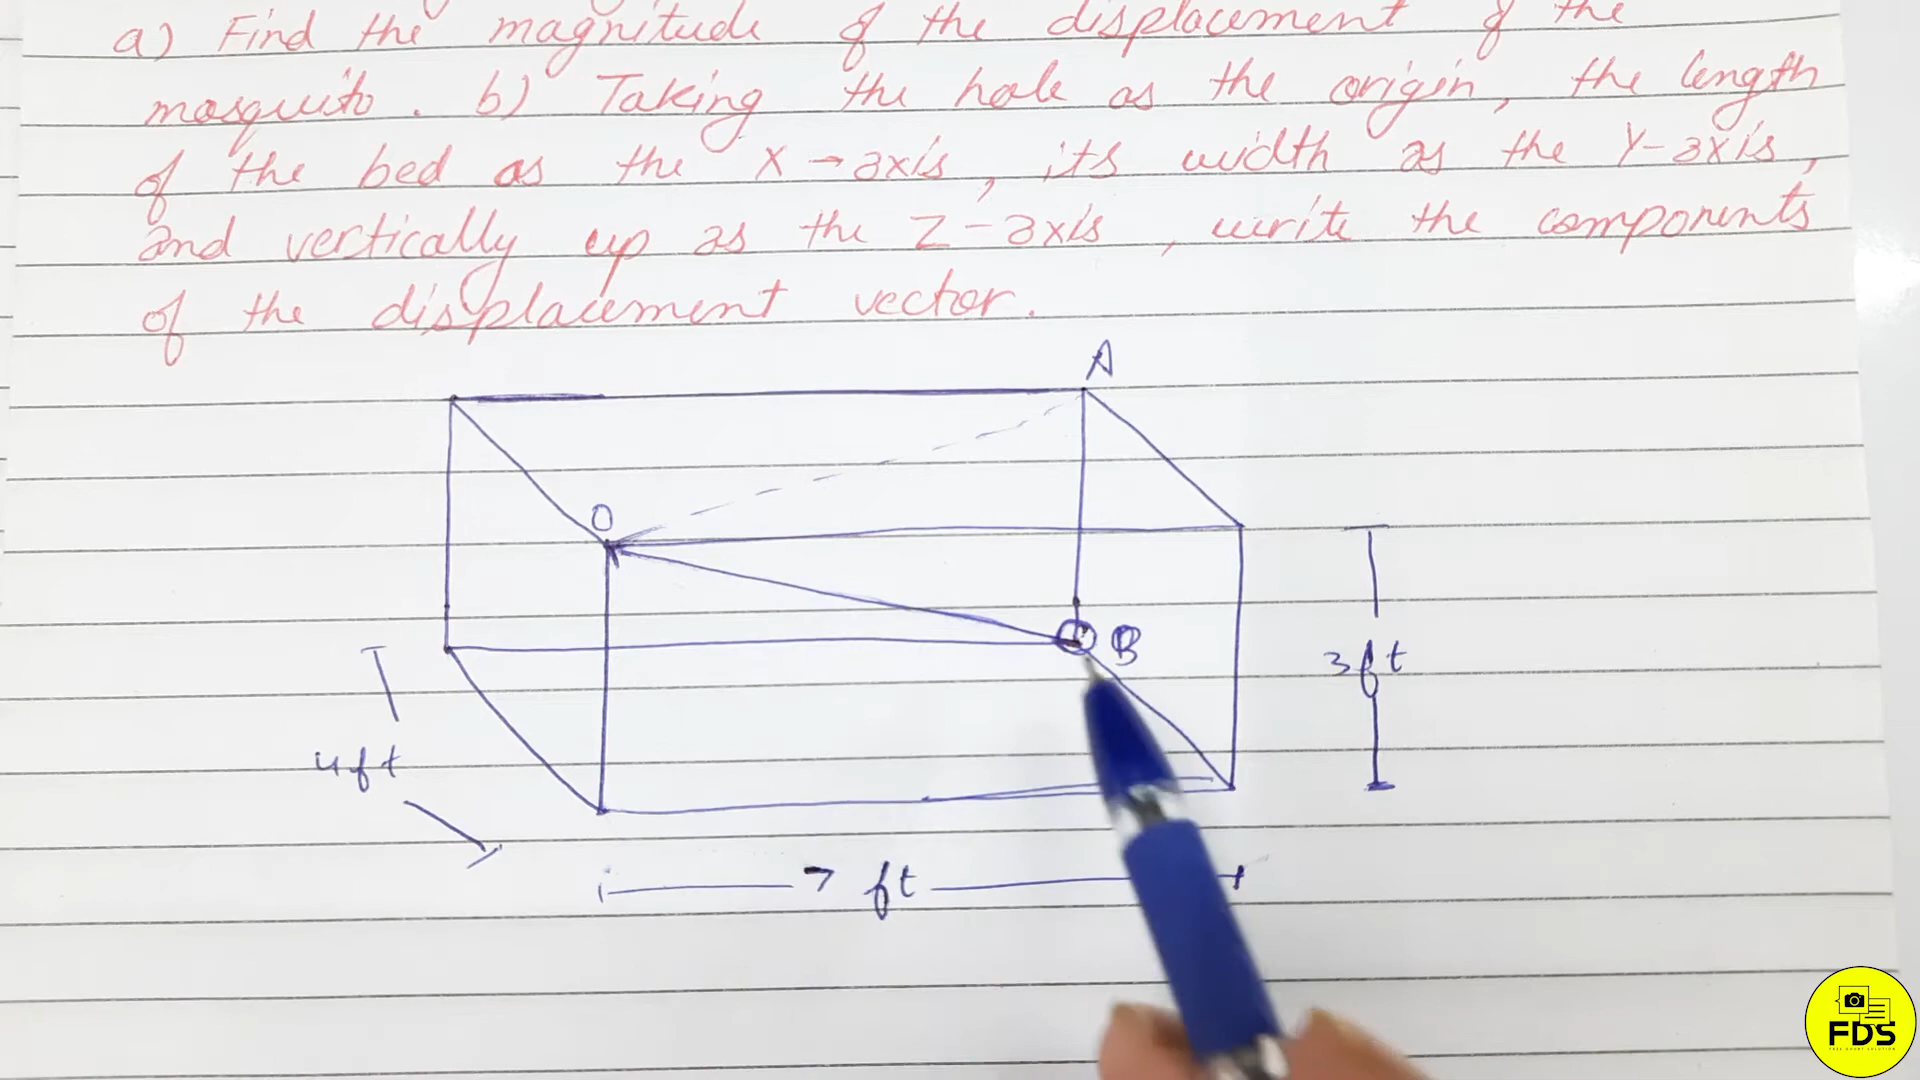 a) Find the magnitude of the displacement of the
mosquito. b) Taking the hole as the origin, the length
of the bed as the X-axis, its width as the Y-axis,
and vertically up as the Z-axis, write the components
of the displacement vector.
A
O
B
3ft
4ft
7 ft
FDS